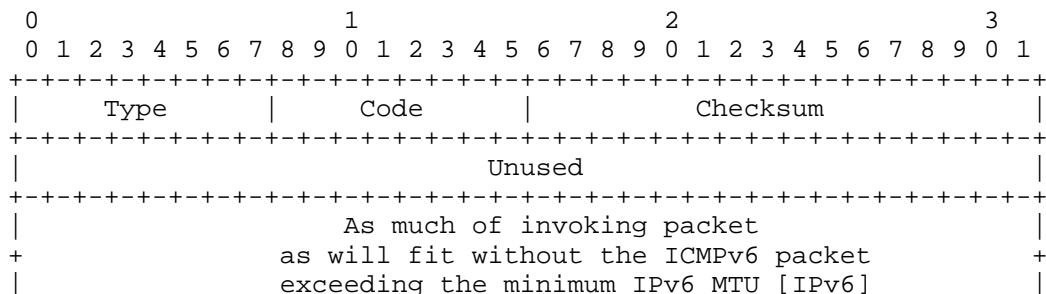 0                   1                   2                   3
 0 1 2 3 4 5 6 7 8 9 0 1 2 3 4 5 6 7 8 9 0 1 2 3 4 5 6 7 8 9 0 1
+-+-+-+-+-+-+-+-+-+-+-+-+-+-+-+-+-+-+-+-+-+-+-+-+-+-+-+-+-+-+-+-+
|     Type      |     Code      |          Checksum             |
+-+-+-+-+-+-+-+-+-+-+-+-+-+-+-+-+-+-+-+-+-+-+-+-+-+-+-+-+-+-+-+-+
|                             Unused                            |
+-+-+-+-+-+-+-+-+-+-+-+-+-+-+-+-+-+-+-+-+-+-+-+-+-+-+-+-+-+-+-+-+
|                    As much of invoking packet                 |
+                as will fit without the ICMPv6 packet          +
|                exceeding the minimum IPv6 MTU [IPv6]          |